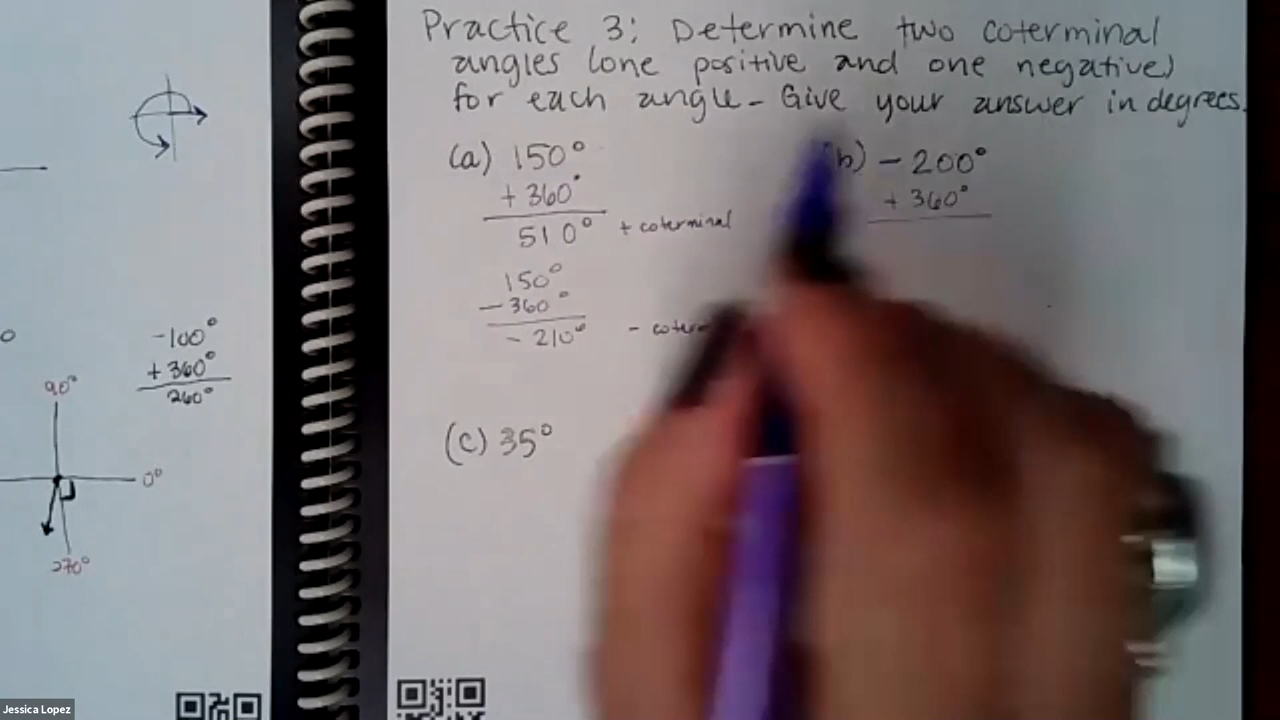 Practice 3: Determine two coterminal
angles (one positive and one negative)
for each angle. Give your answer in degrees.
(a) 150°
+ 360°
510° + coterminal
150°
- 360°
- 210° -
(b) - 200°
+ 360°
(c) 35°
-100°
+ 360°
260°
90°
0°
270°
Jessica Lopez